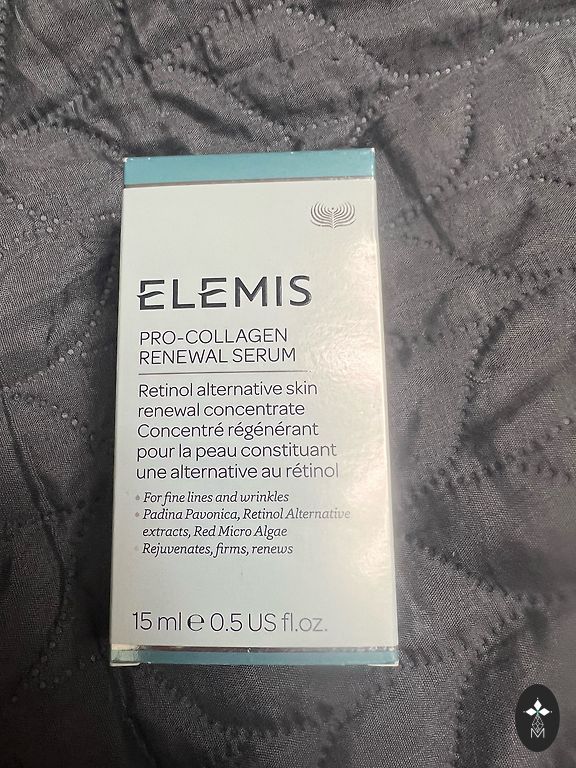 ELEMIS
PRO-COLLAGEN
RENEWAL SERUM
Retinol alternative skin
renewal concentrate
Concentré régénérant
pour la peau constituant
une alternative au rétinol
For fine lines and wrinkles
Padina Pavonica, Retinol Alternative
extracts, Red Micro Algae
Rejuvenates, firms, renews
15 ml e 0.5 US fl.oz.
M